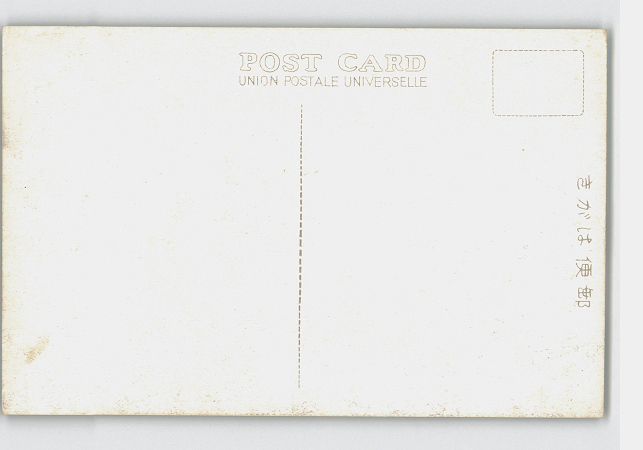 POST CARD
UNION POSTALE UNIVERSELLE
きがは便郵